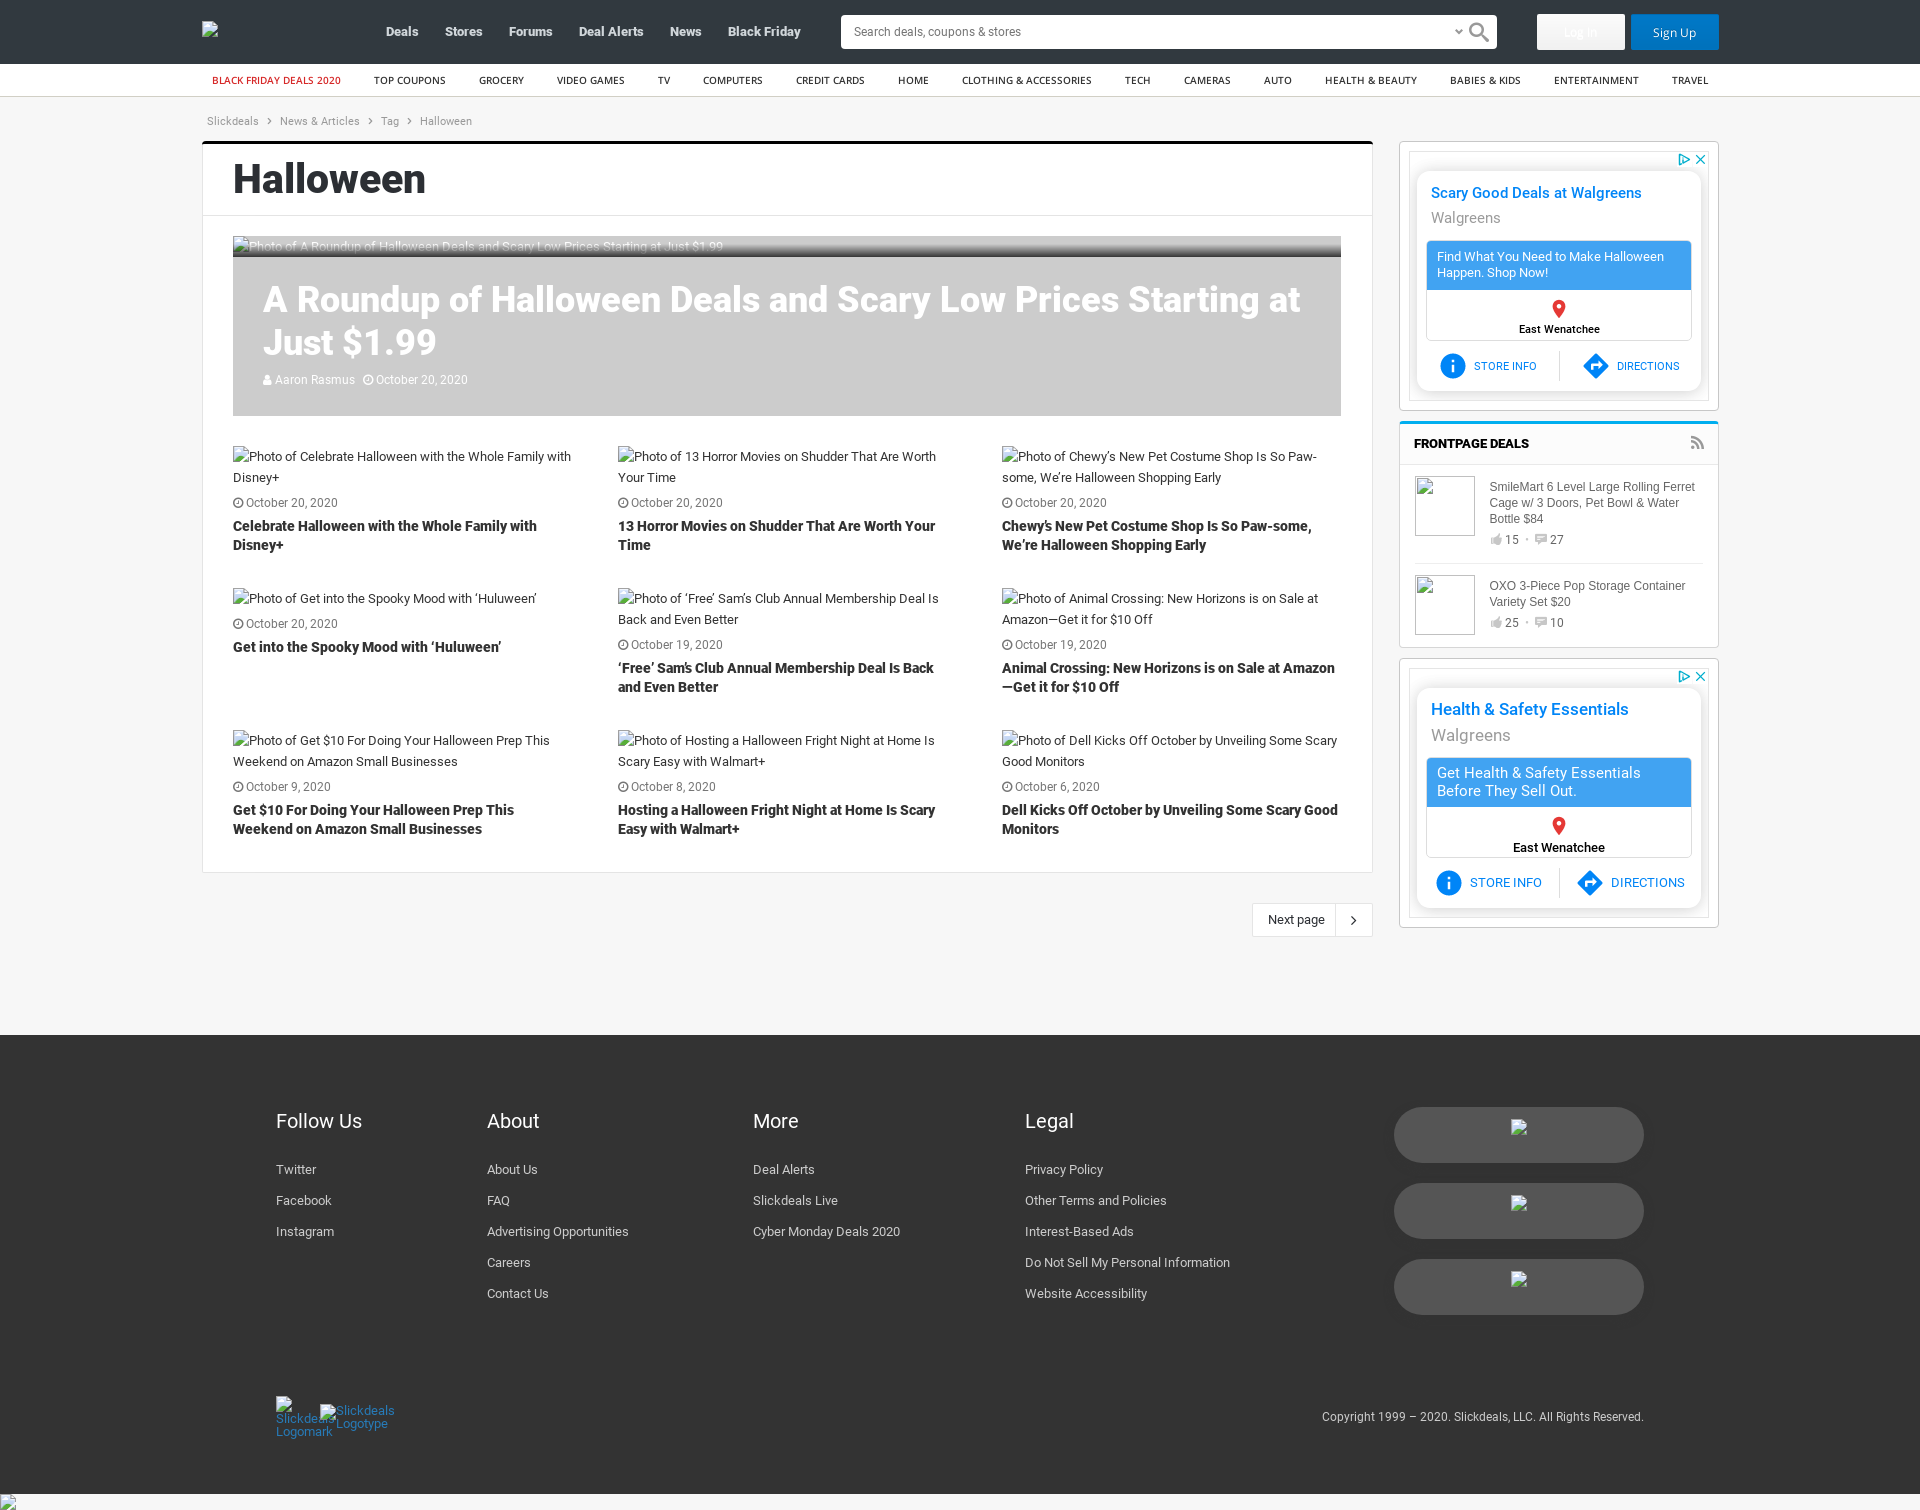 Deals Stores Forums Deal Alerts News Black Friday
Search deals, coupons & stores
Log In
Sign Up
BLACK FRIDAY DEALS 2020 TOP COUPONS GROCERY VIDEO GAMES TV COMPUTERS CREDIT CARDS HOME CLOTHING & ACCESSORIES TECH CAMERAS AUTO HEALTH & BEAUTY BABIES & KIDS ENTERTAINMENT TRAVEL
Slickdeals > News & Articles > Tag > Halloween
Halloween
Photo of A Roundup of Halloween Deals and Scary Low Prices Starting at Just $1.99
A Roundup of Halloween Deals and Scary Low Prices Starting at
Just $1.99
Aaron Rasmus October 20, 2020
Photo of Celebrate Halloween with the Whole Family with
Disney+
October 20, 2020
Celebrate Halloween with the Whole Family with
Disney+
Photo of 13 Horror Movies on Shudder That Are Worth
Your Time
October 20, 2020
13 Horror Movies on Shudder That Are Worth Your
Time
Photo of Chewy’s New Pet Costume Shop Is So Paw-
some, We’re Halloween Shopping Early
October 20, 2020
Chewy’s New Pet Costume Shop Is So Paw-some,
We’re Halloween Shopping Early
Photo of Get into the Spooky Mood with ‘Huluween’
October 20, 2020
Get into the Spooky Mood with ‘Huluween’
Photo of ‘Free’ Sam’s Club Annual Membership Deal Is
Back and Even Better
October 19, 2020
‘Free’ Sam’s Club Annual Membership Deal Is Back
and Even Better
Photo of Animal Crossing: New Horizons is on Sale at
Amazon—Get it for $10 Off
October 19, 2020
Animal Crossing: New Horizons is on Sale at Amazon
—Get it for $10 Off
Photo of Get $10 For Doing Your Halloween Prep This
Weekend on Amazon Small Businesses
October 9, 2020
Get $10 For Doing Your Halloween Prep This
Weekend on Amazon Small Businesses
Photo of Hosting a Halloween Fright Night at Home Is
Scary Easy with Walmart+
October 8, 2020
Hosting a Halloween Fright Night at Home Is Scary
Easy with Walmart+
Photo of Dell Kicks Off October by Unveiling Some Scary
Good Monitors
October 6, 2020
Dell Kicks Off October by Unveiling Some Scary Good
Monitors
Next page
Scary Good Deals at Walgreens
Walgreens
Find What You Need to Make Halloween
Happen. Shop Now!
East Wenatchee
STORE INFO
DIRECTIONS
FRONTPAGE DEALS
SmileMart 6 Level Large Rolling Ferret
Cage w/ 3 Doors, Pet Bowl & Water
Bottle $84
15 • 27
OXO 3-Piece Pop Storage Container
Variety Set $20
25 • 10
Health & Safety Essentials
Walgreens
Get Health & Safety Essentials
Before They Sell Out.
East Wenatchee
STORE INFO
DIRECTIONS
Follow Us
Twitter
Facebook
Instagram
About
About Us
FAQ
Advertising Opportunities
Careers
Contact Us
More
Deal Alerts
Slickdeals Live
Cyber Monday Deals 2020
Legal
Privacy Policy
Other Terms and Policies
Interest-Based Ads
Do Not Sell My Personal Information
Website Accessibility
Slickdeals
Logomark
Slickdeals
Logotype
Copyright 1999 – 2020. Slickdeals, LLC. All Rights Reserved.